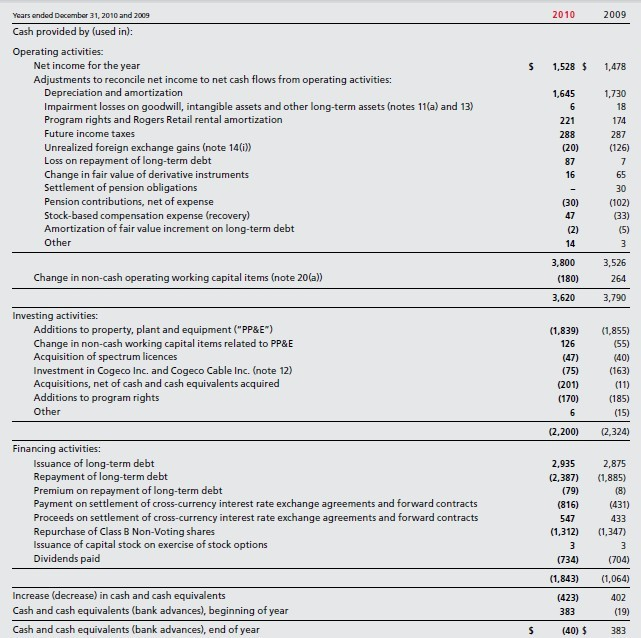 Years ended December 31, 2010 and 2009 2010 2009
Cash provided by (used in):
Operating activities:
Net income for the year $ 1,528 $ 1,478
Adjustments to reconcile net income to net cash flows from operating activities:
Depreciation and amortization 1,645 1,730
Impairment losses on goodwill, intangible assets and other long-term assets (notes 11(a) and 13) 6 18
Program rights and Rogers Retail rental amortization 221 174
Future income taxes 288 287
Unrealized foreign exchange gains (note 14(i)) (20) (126)
Loss on repayment of long-term debt 87 7
Change in fair value of derivative instruments 16 65
Settlement of pension obligations – 30
Pension contributions, net of expense (30) (102)
Stock-based compensation expense (recovery) 47 (33)
Amortization of fair value increment on long-term debt (2) (5)
Other 14 3
3,800 3,526
Change in non-cash operating working capital items (note 20(a)) (180) 264
3,620 3,790
Investing activities:
Additions to property, plant and equipment ("PP&E") (1,839) (1,855)
Change in non-cash working capital items related to PP&E 126 (55)
Acquisition of spectrum licences (47) (40)
Investment in Cogeco Inc. and Cogeco Cable Inc. (note 12) (75) (163)
Acquisitions, net of cash and cash equivalents acquired (201) (11)
Additions to program rights (170) (185)
Other 6 (15)
(2,200) (2,324)
Financing activities:
Issuance of long-term debt 2,935 2,875
Repayment of long-term debt (2,387) (1,885)
Premium on repayment of long-term debt (79) (8)
Payment on settlement of cross-currency interest rate exchange agreements and forward contracts (816) (431)
Proceeds on settlement of cross-currency interest rate exchange agreements and forward contracts 547 433
Repurchase of Class B Non-Voting shares (1,312) (1,347)
Issuance of capital stock on exercise of stock options 3 3
Dividends paid (734) (704)
(1,843) (1,064)
Increase (decrease) in cash and cash equivalents (423) 402
Cash and cash equivalents (bank advances), beginning of year 383 (19)
Cash and cash equivalents (bank advances), end of year $ (40) $ 383